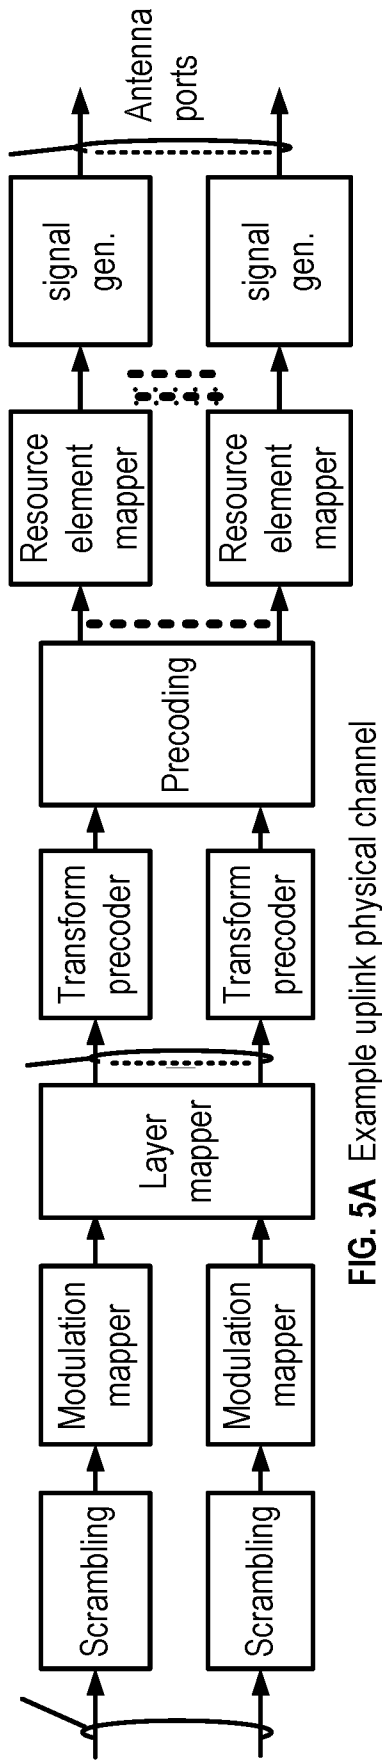 Scrambling
Scrambling
Modulation
mapper
Modulation
mapper
Layer
mapper
Transform
precoder
Transform
precoder
Precoding
Resource
element
mapper
Resource
element
mapper
signal
gen.
signal
gen.
Antenna
ports
FIG. 5A Example uplink physical channel